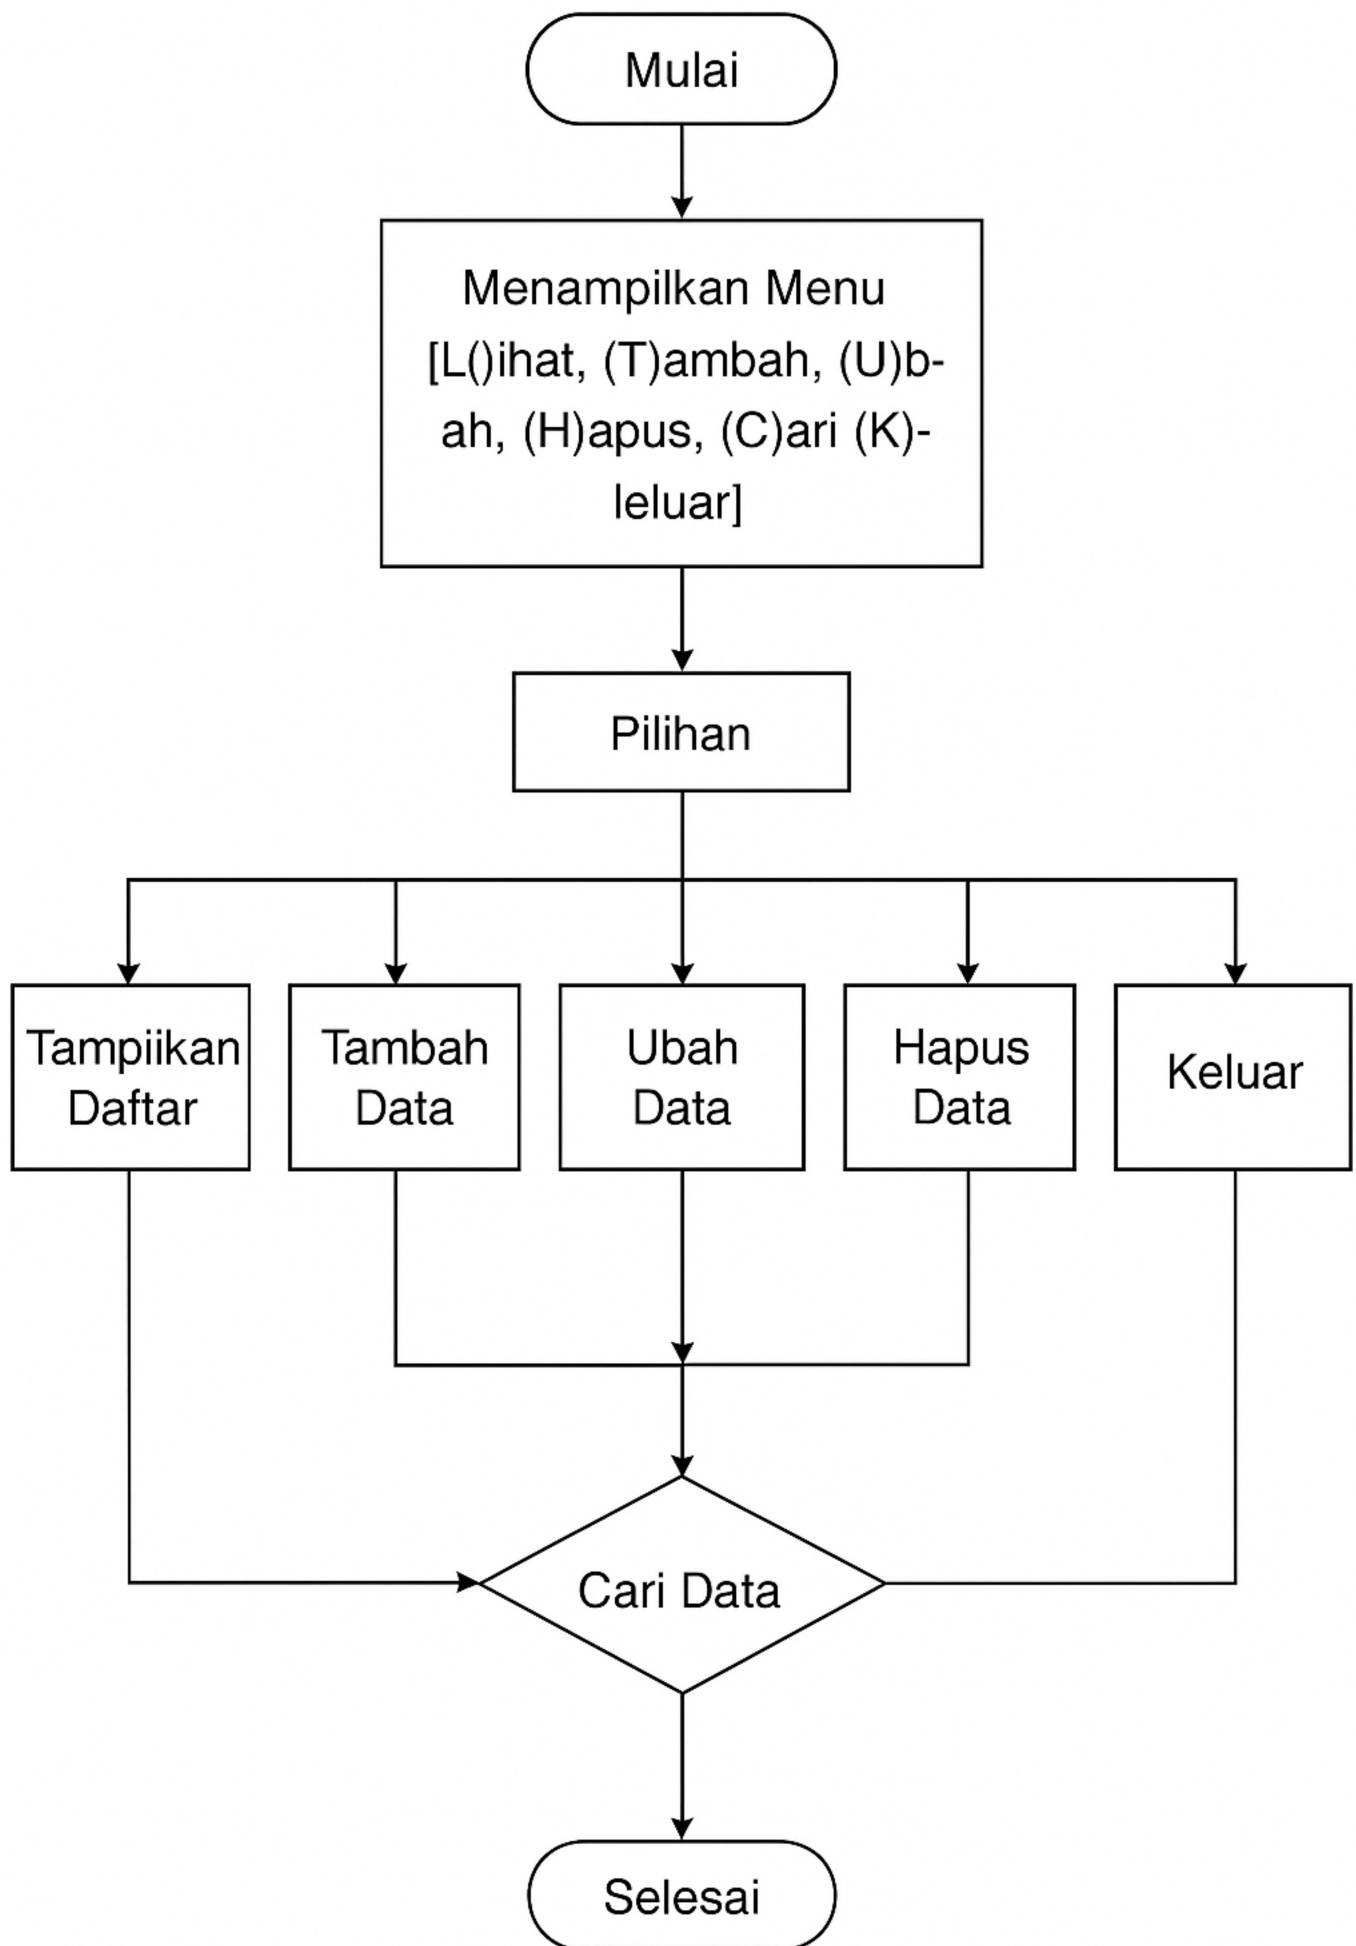 Mulai
Menampilkan Menu
[L()ihat, (T)ambah, (U)b-
ah, (H)apus, (C)ari (K)-
leluar]
Pilihan
Tampiikan
Daftar
Tambah
Data
Ubah
Data
Hapus
Data
Keluar
Cari Data
Selesai